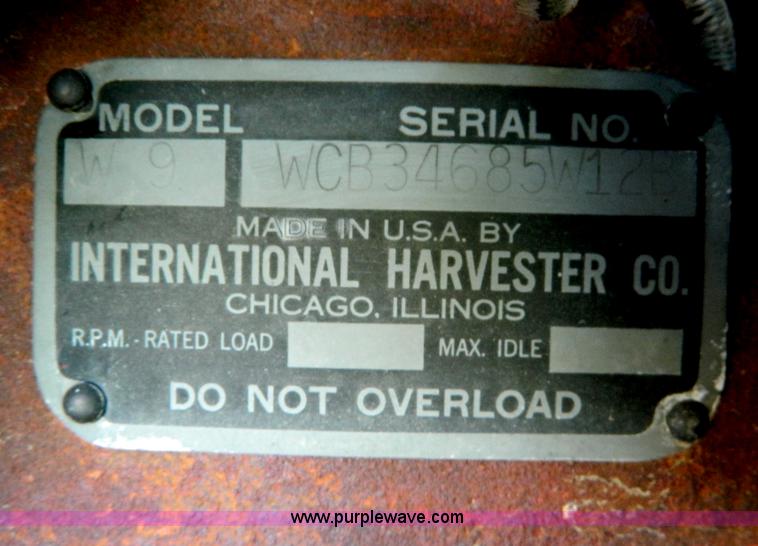 MODEL SERIAL NO.
W 9 WCB34685W12B
MADE IN U.S.A. BY
INTERNATIONAL HARVESTER CO.
CHICAGO, ILLINOIS
R.P.M. - RATED LOAD MAX. IDLE
DO NOT OVERLOAD
www.purplewave.com